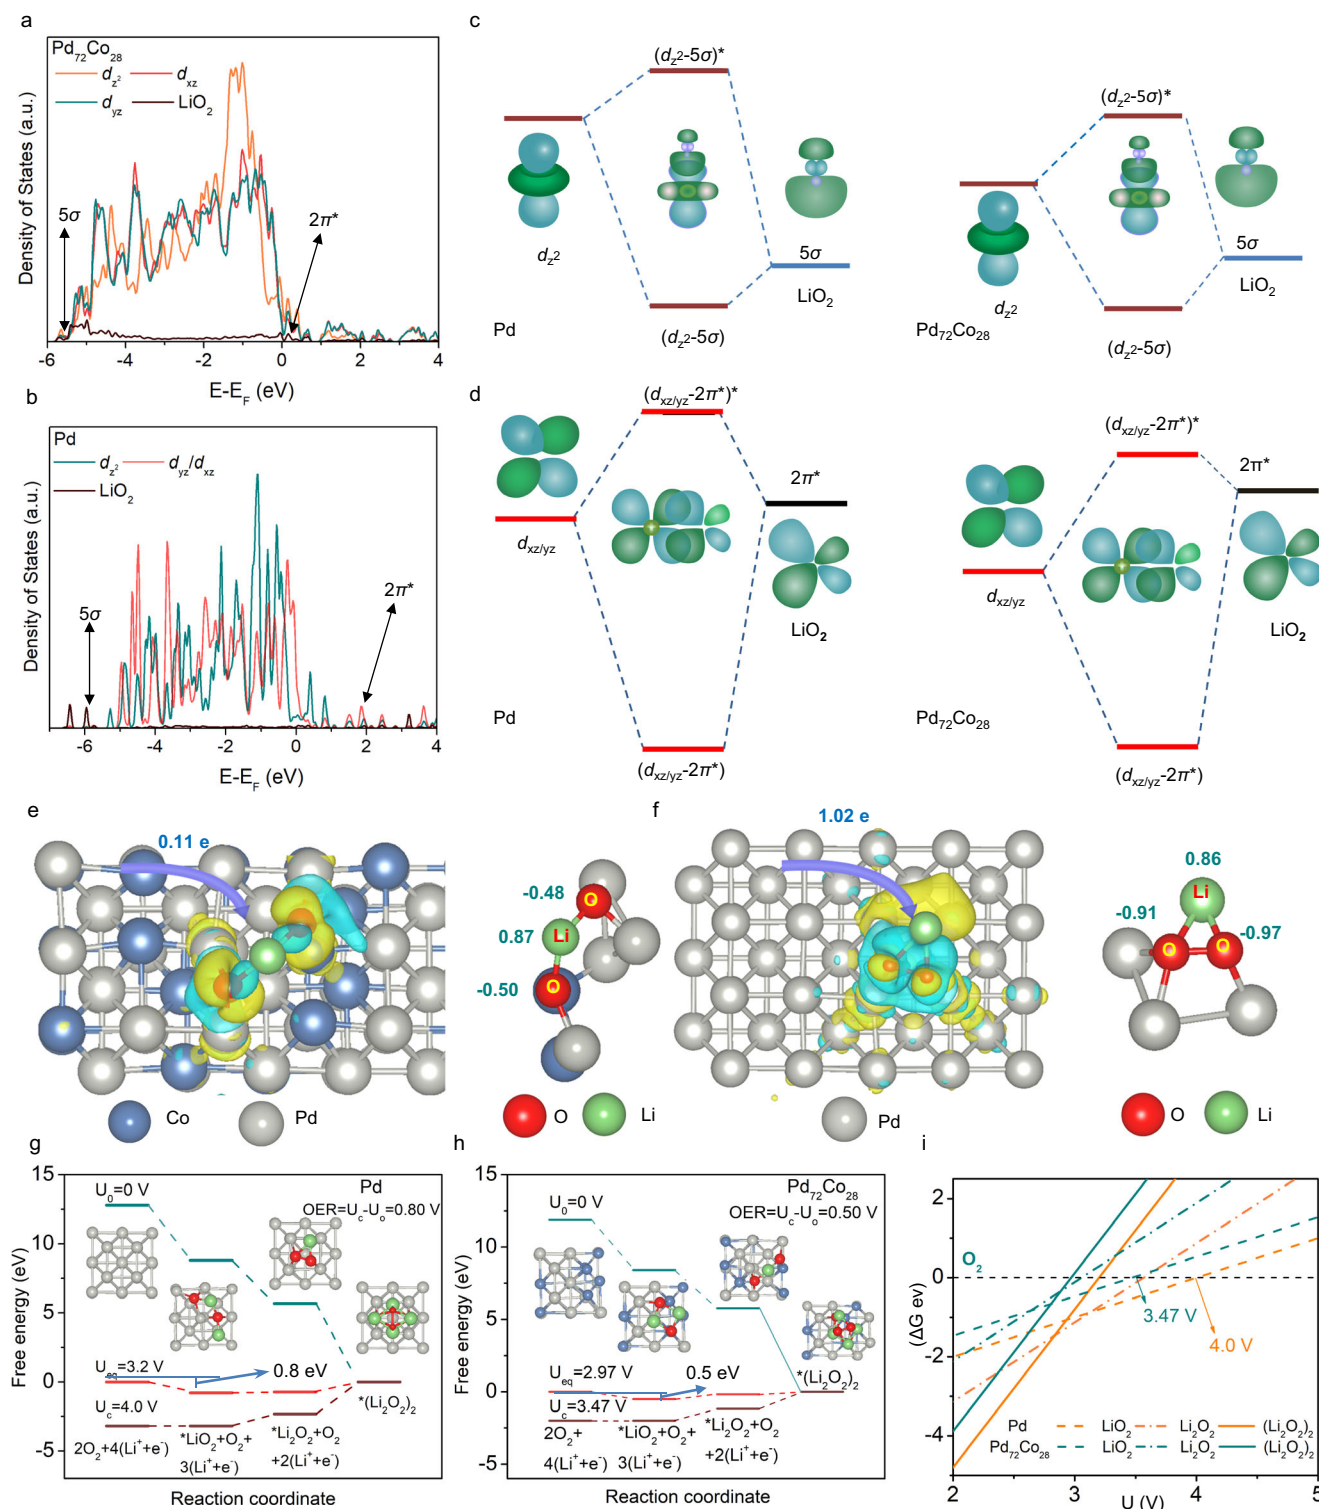 a
Pd72Co28
dz2
dxz
dyz
LiO2
5σ
2π*
Density of States (a.u.)
-6 -4 -2 0 2 4
E-EF (eV)
b
Pd
dz2
dyz/dxz
LiO2
5σ
2π*
Density of States (a.u.)
-6 -4 -2 0 2 4
E-EF (eV)
c
(dz2-5σ)*
dz2
5σ
LiO2
Pd
(dz2-5σ)
(dz2-5σ)*
dz2
5σ
LiO2
Pd72Co28
(dz2-5σ)
d
(dxz/yz-2π*)*
2π*
dxz/yz
LiO2
Pd
(dxz/yz-2π*)
(dxz/yz-2π*)*
2π*
dxz/yz
LiO2
Pd72Co28
(dxz/yz-2π*)
e
0.11 e
-0.48
O
0.87
Li
O
-0.50
Co
Pd
O
Li
f
1.02 e
0.86
Li
-0.91
-0.97
O
O
Pd
O
Li
g
15
10
5
0
-5
Free energy (eV)
Pd
U0=0 V
OER=Uc-Uo=0.80 V
Ueq=3.2 V
0.8 eV
Uc=4.0 V
*(Li2O2)2
2O2+4(Li++e-)
*LiO2+O2+
3(Li++e-)
*Li2O2+O2
+2(Li++e-)
Reaction coordinate
h
15
10
5
0
-5
Free energy (eV)
Pd72Co28
U0=0 V
OER=Uc-Uo=0.50 V
Ueq=2.97 V
0.5 eV
Uc=3.47 V
*(Li2O2)2
2O2+
4(Li++e-)
*LiO2+O2+
3(Li++e-)
*Li2O2+O2
+2(Li++e-)
Reaction coordinate
i
2
0
-2
-4
(ΔG ev)
O2
3.47 V
4.0 V
Pd LiO2 Li2O2 (Li2O2)2
Pd72Co28 LiO2 Li2O2 (Li2O2)2
2 3 4 5
U (V)